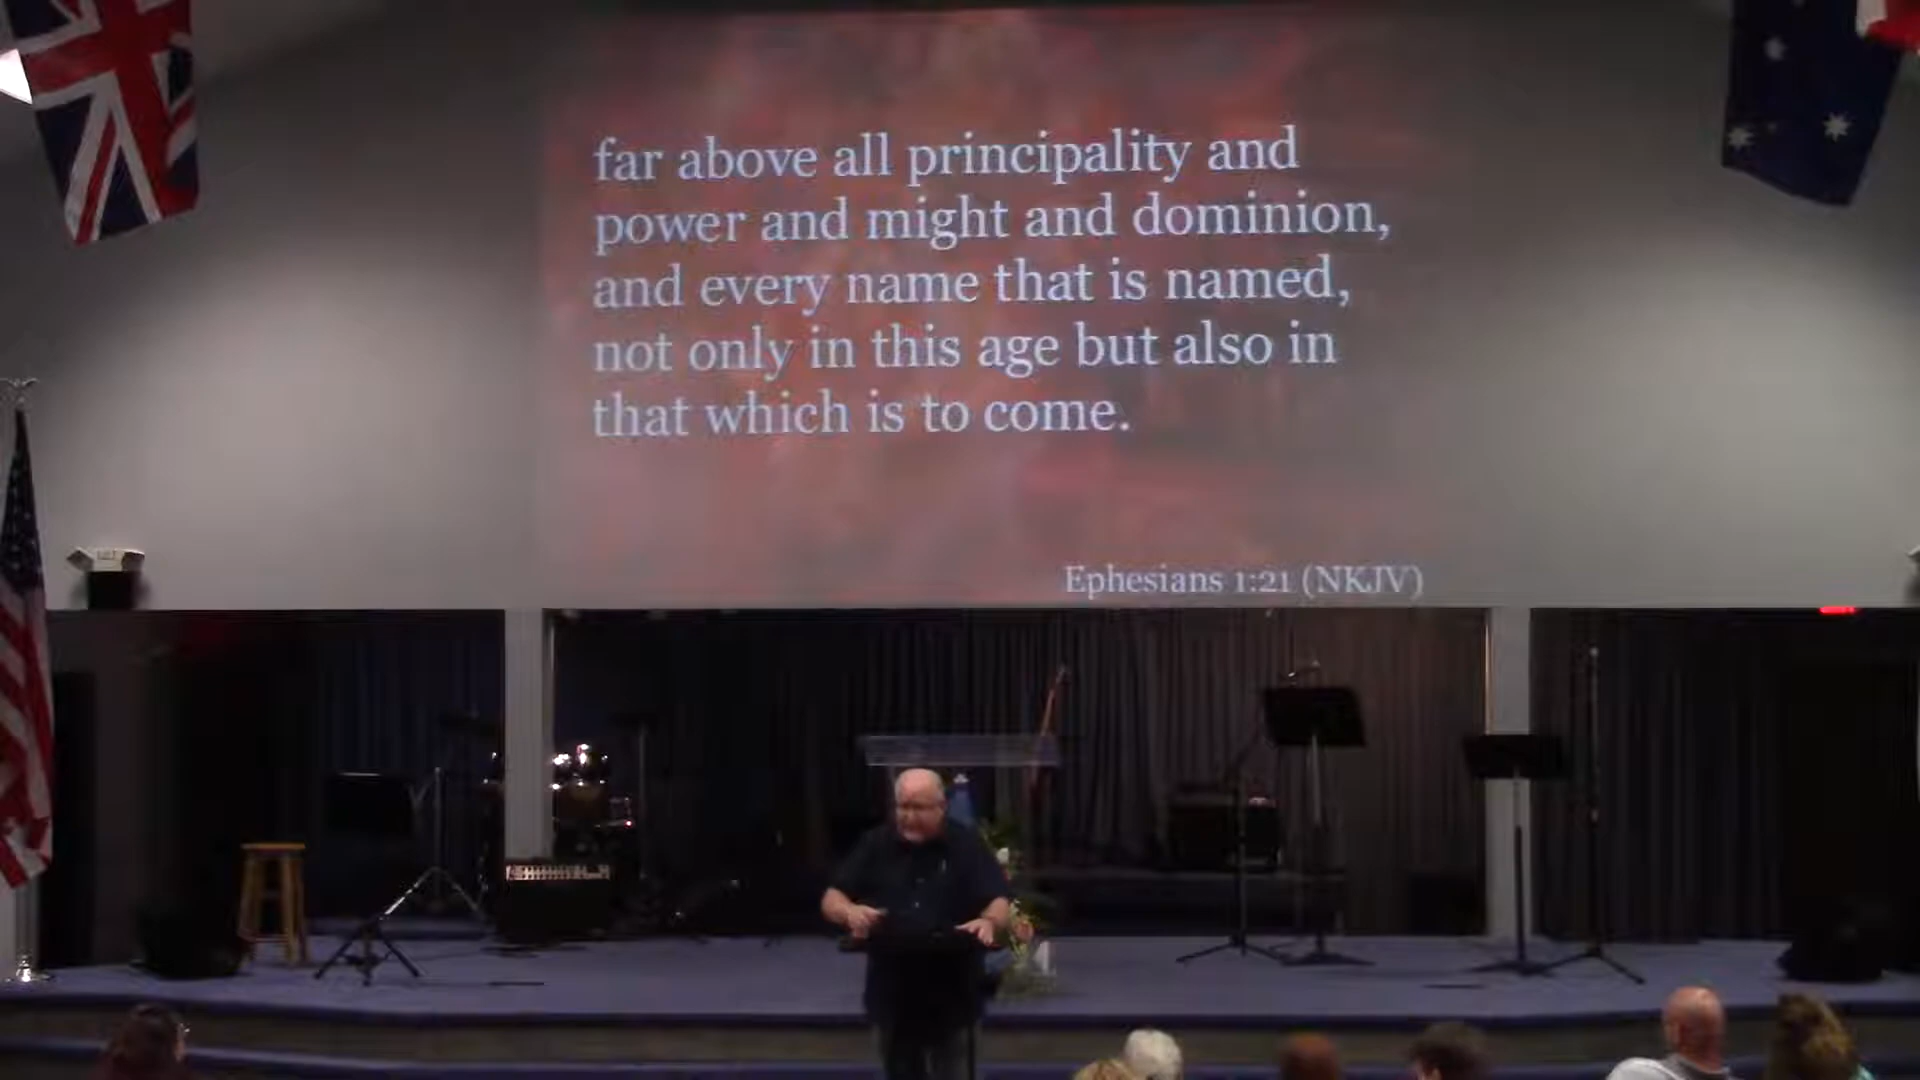 far above all principality and
power and might and dominion,
and every name that is named,
not only in this age but also in
that which is to come.
Ephesians 1:21 (NKJV)